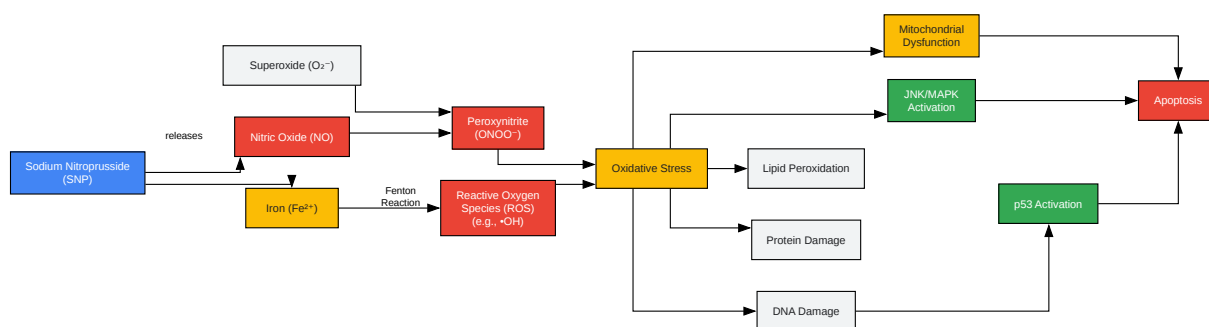 Mitochondrial
Dysfunction
Superoxide (O₂⁻)
JNK/MAPK
Activation
Apoptosis
releases
Nitric Oxide (NO)
Peroxynitrite
(ONOO⁻)
Sodium Nitroprusside
(SNP)
Oxidative Stress
Lipid Peroxidation
Iron (Fe²⁺)
Fenton
Reaction
Reactive Oxygen
Species (ROS)
(e.g., •OH)
p53 Activation
Protein Damage
DNA Damage